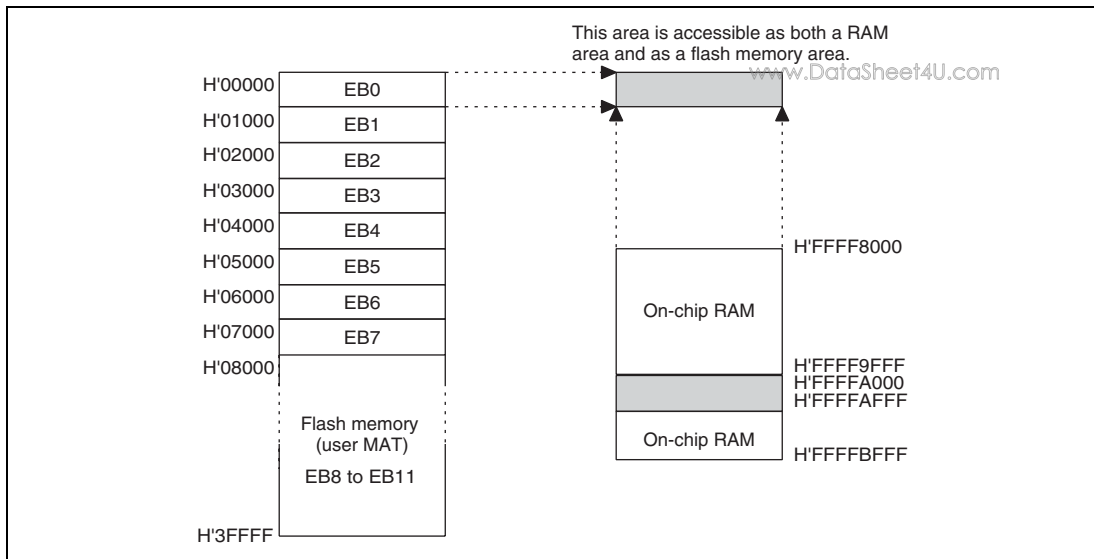 This area is accessible as both a RAM
area and as a flash memory area.
www.DataSheet4U.com
H'00000
EB0
H'01000
EB1
H'02000
EB2
H'03000
EB3
H'04000
EB4
H'05000
EB5
H'06000
EB6
H'07000
EB7
H'08000
Flash memory
(user MAT)
EB8 to EB11
H'3FFFF
H'FFFF8000
On-chip RAM
H'FFFF9FFF
H'FFFFA000
H'FFFFAFFF
On-chip RAM
H'FFFFBFFF